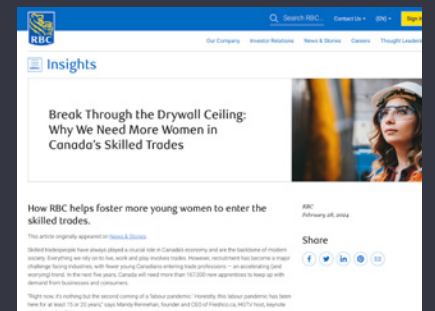 Search RBC...
Contact Us
(EN)
Sign In
RBC
Our Company
Investor Relations
News & Stories
Careers
Thought Leaders
Insights
Break Through the Drywall Ceiling:
Why We Need More Women in
Canada's Skilled Trades
How RBC helps foster more young women to enter the
skilled trades.
This article originally appeared on News & Stories.
Skilled tradespeople have always played a crucial role in Canada's economy and are the backbone of modern
society. Everything we rely on to live, work and play involves trades. However, recruitment has become a major
challenge facing industries, with fewer young Canadians entering trade professions – an accelerating (and
worrying) trend. In the next five years, Canada will need more than 167,000 new apprentices to keep up with
demand from businesses and consumers.
"Right now, it's nothing but the second coming of a 'labour pandemic.' Honestly, this labour pandemic has been
here for at least 15 or 20 years," says Mandy Rennehan, founder and CEO of Freshco.ca, HGTV host, keynote
RBC
February 28, 2024
Share